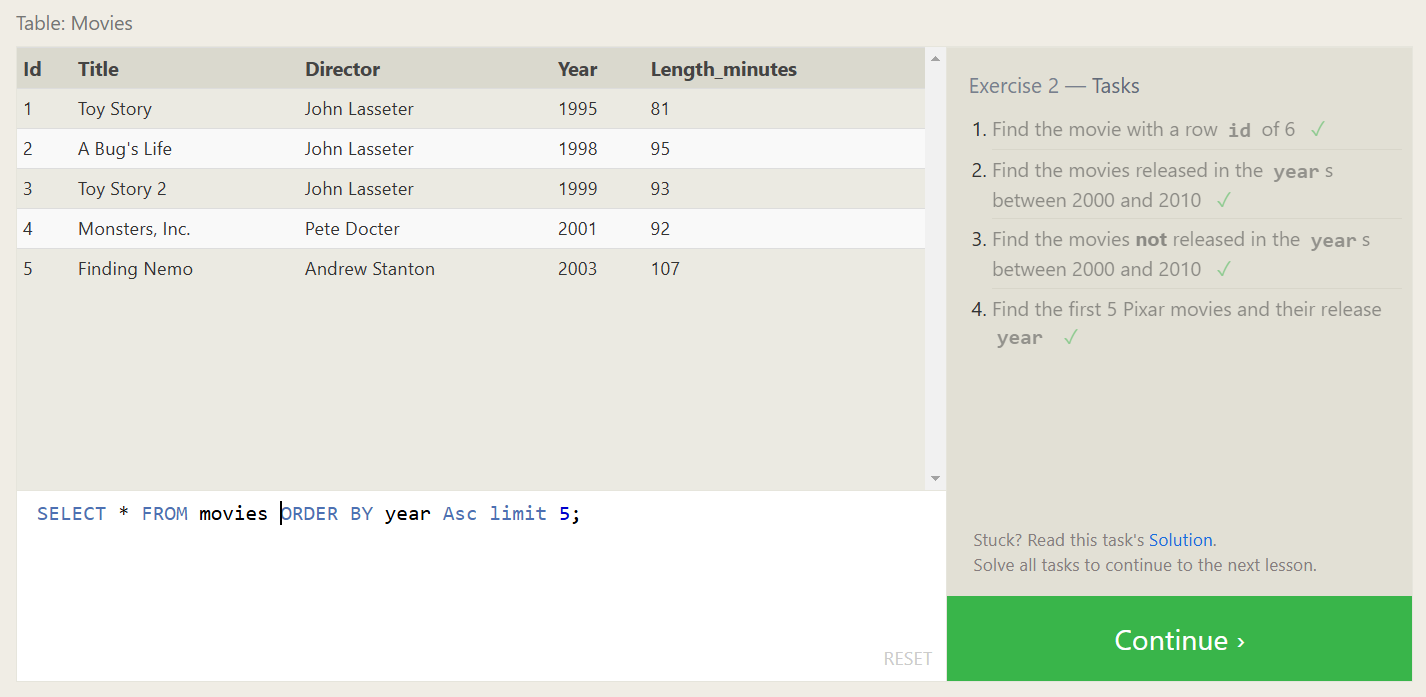 Table: Movies
Id Title Director Year Length_minutes
1 Toy Story John Lasseter 1995 81
2 A Bug's Life John Lasseter 1998 95
3 Toy Story 2 John Lasseter 1999 93
4 Monsters, Inc. Pete Docter 2001 92
5 Finding Nemo Andrew Stanton 2003 107
SELECT * FROM movies ORDER BY year Asc limit 5;
RESET
Exercise 2 — Tasks
1. Find the movie with a row id of 6 ✓
2. Find the movies released in the year s
between 2000 and 2010 ✓
3. Find the movies not released in the year s
between 2000 and 2010 ✓
4. Find the first 5 Pixar movies and their release
year ✓
Stuck? Read this task's Solution.
Solve all tasks to continue to the next lesson.
Continue ›